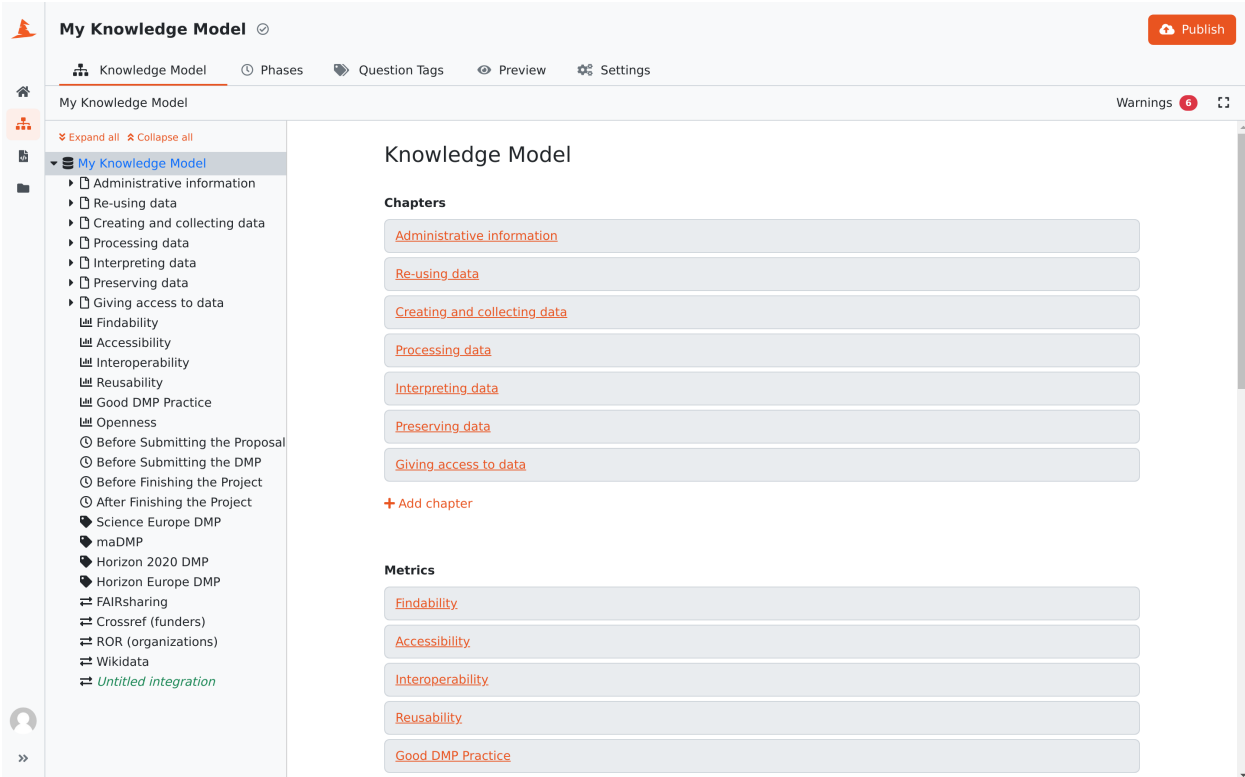 My Knowledge Model
Publish
Knowledge Model
Phases
Question Tags
Preview
Settings
My Knowledge Model
Warnings 6
Expand all Collapse all
My Knowledge Model
Administrative information
Re-using data
Creating and collecting data
Processing data
Interpreting data
Preserving data
Giving access to data
Findability
Accessibility
Interoperability
Reusability
Good DMP Practice
Openness
Before Submitting the Proposal
Before Submitting the DMP
Before Finishing the Project
After Finishing the Project
Science Europe DMP
maDMP
Horizon 2020 DMP
Horizon Europe DMP
FAIRsharing
Crossref (funders)
ROR (organizations)
Wikidata
Untitled integration
Knowledge Model
Chapters
Administrative information
Re-using data
Creating and collecting data
Processing data
Interpreting data
Preserving data
Giving access to data
Add chapter
Metrics
Findability
Accessibility
Interoperability
Reusability
Good DMP Practice